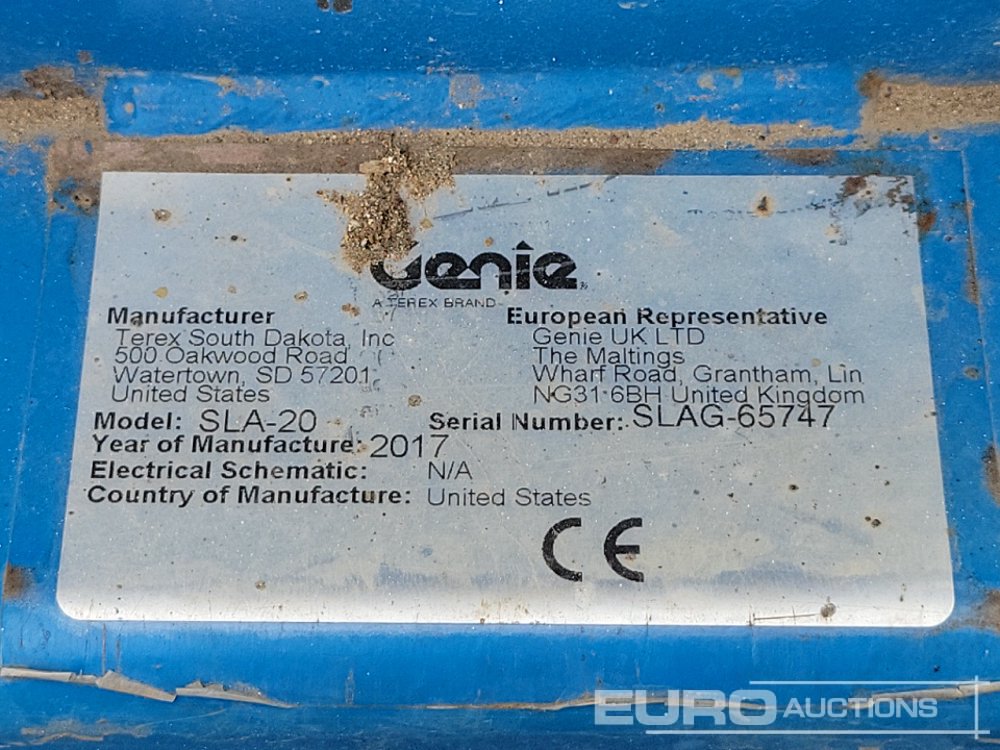 Genie
A TEREX BRAND
Manufacturer
Terex South Dakota, Inc
500 Oakwood Road
Watertown, SD 57201
United States
European Representative
Genie UK LTD
The Maltings
Wharf Road, Grantham, Lin
NG31 6BH United Kingdom
Model: SLA-20 Serial Number: SLAG-65747
Year of Manufacture: 2017
Electrical Schematic: N/A
Country of Manufacture: United States
CE
EURO AUCTIONS